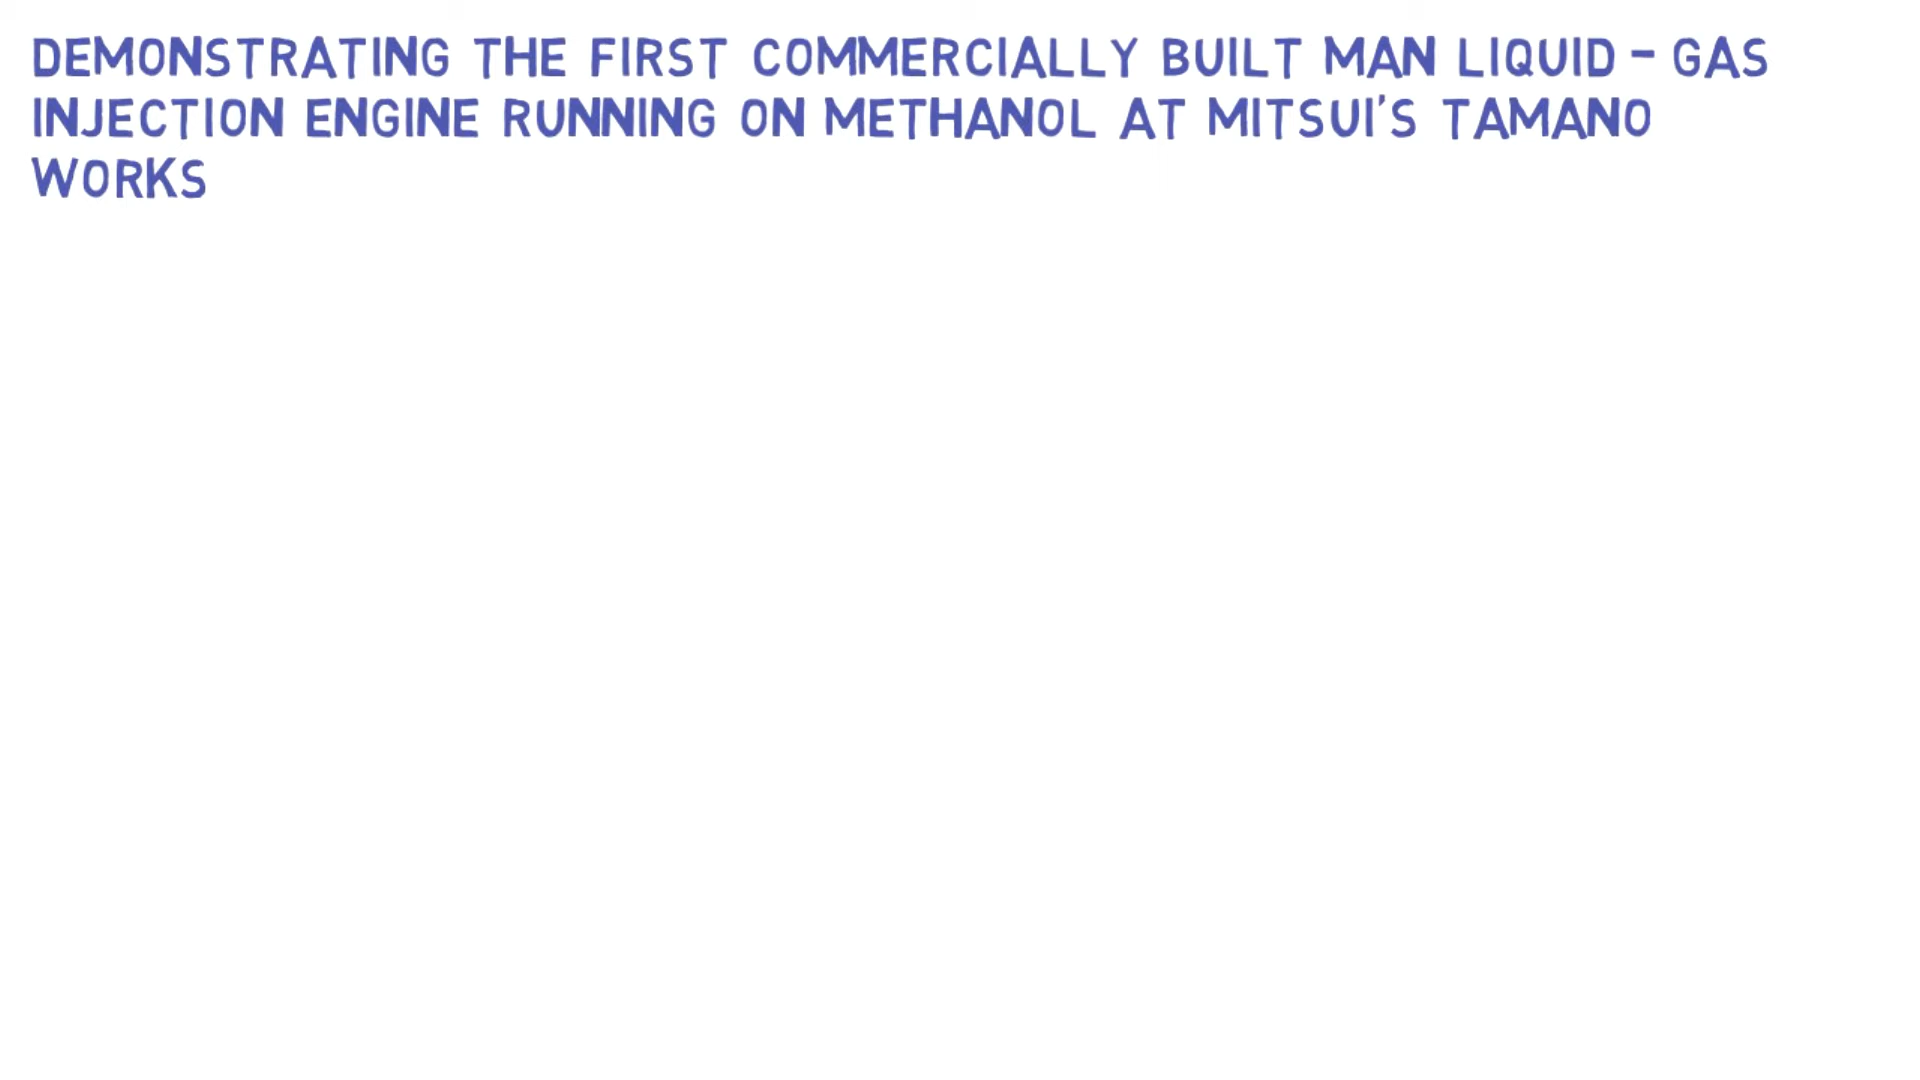 DEMONSTRATING THE FIRST COMMERCIALLY BUILT MAN LIQUID - GAS
INJECTION ENGINE RUNNING ON METHANOL AT MITSUI'S TAMANO
WORKS